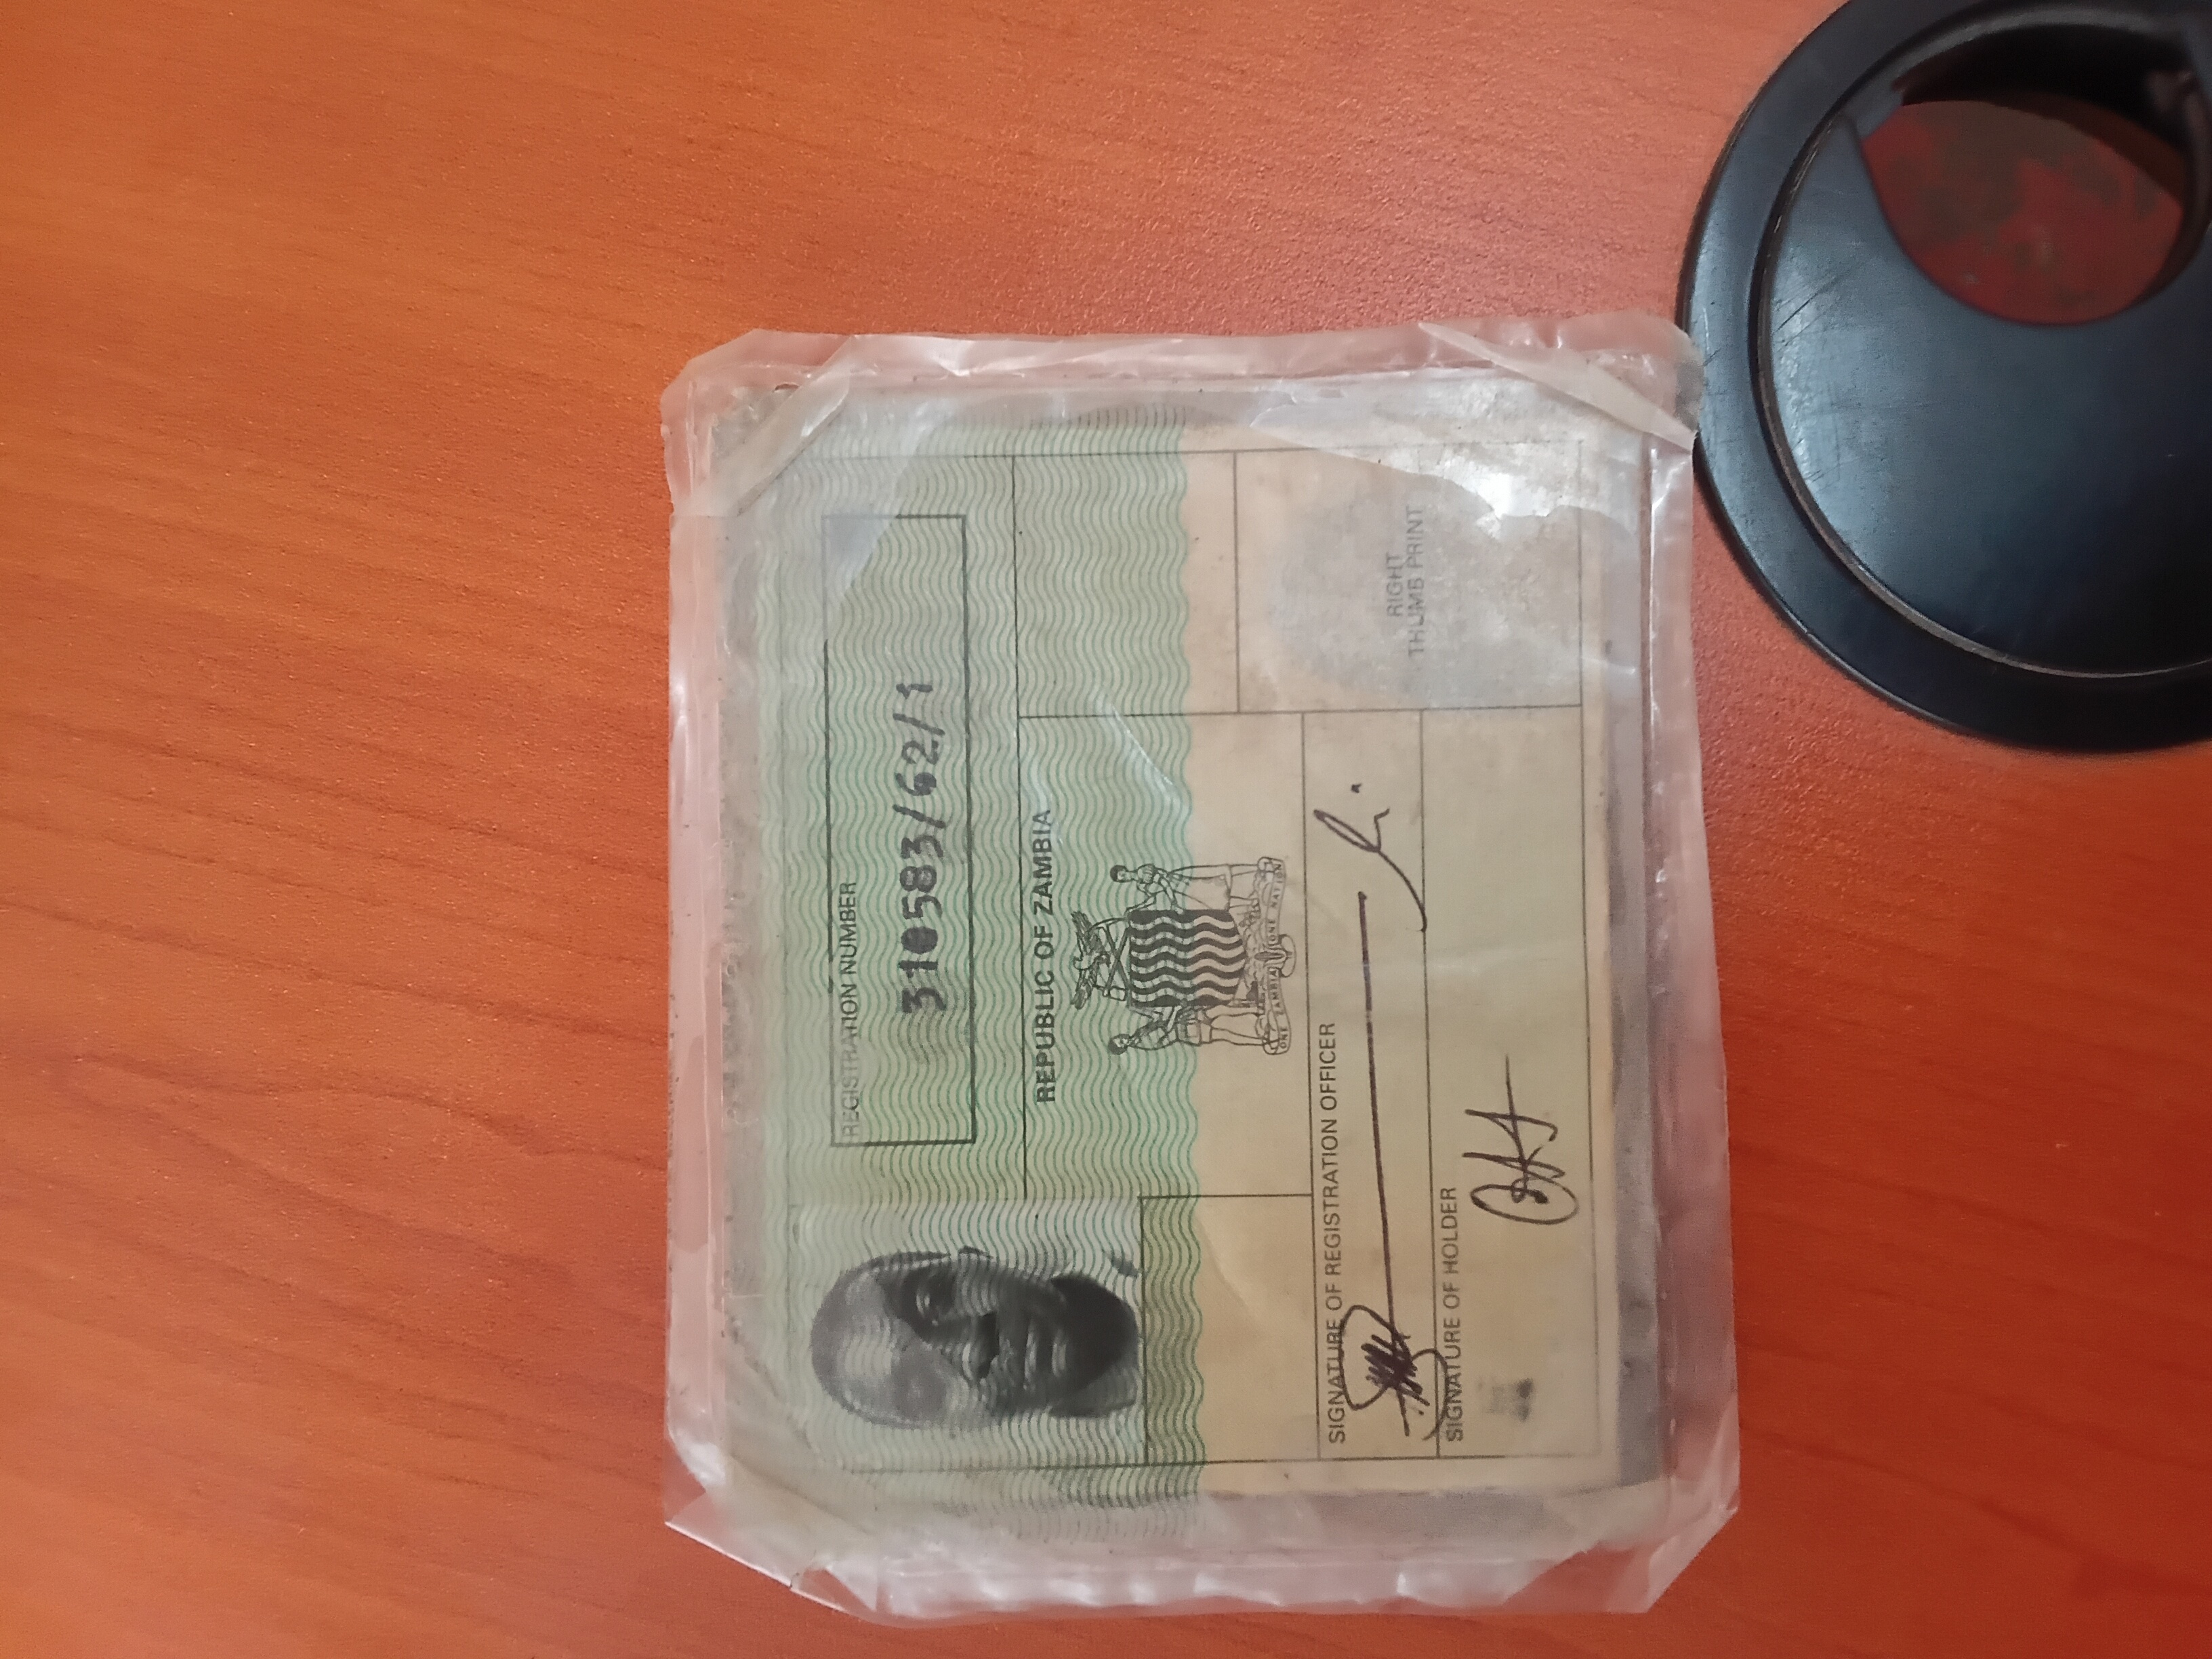 REGISTRATION NUMBER
310583/62/1
REPUBLIC OF ZAMBIA
ONE ZAMBIA ONE NATION
SIGNATURE OF REGISTRATION OFFICER
SIGNATURE OF HOLDER
RIGHT
THUMB PRINT